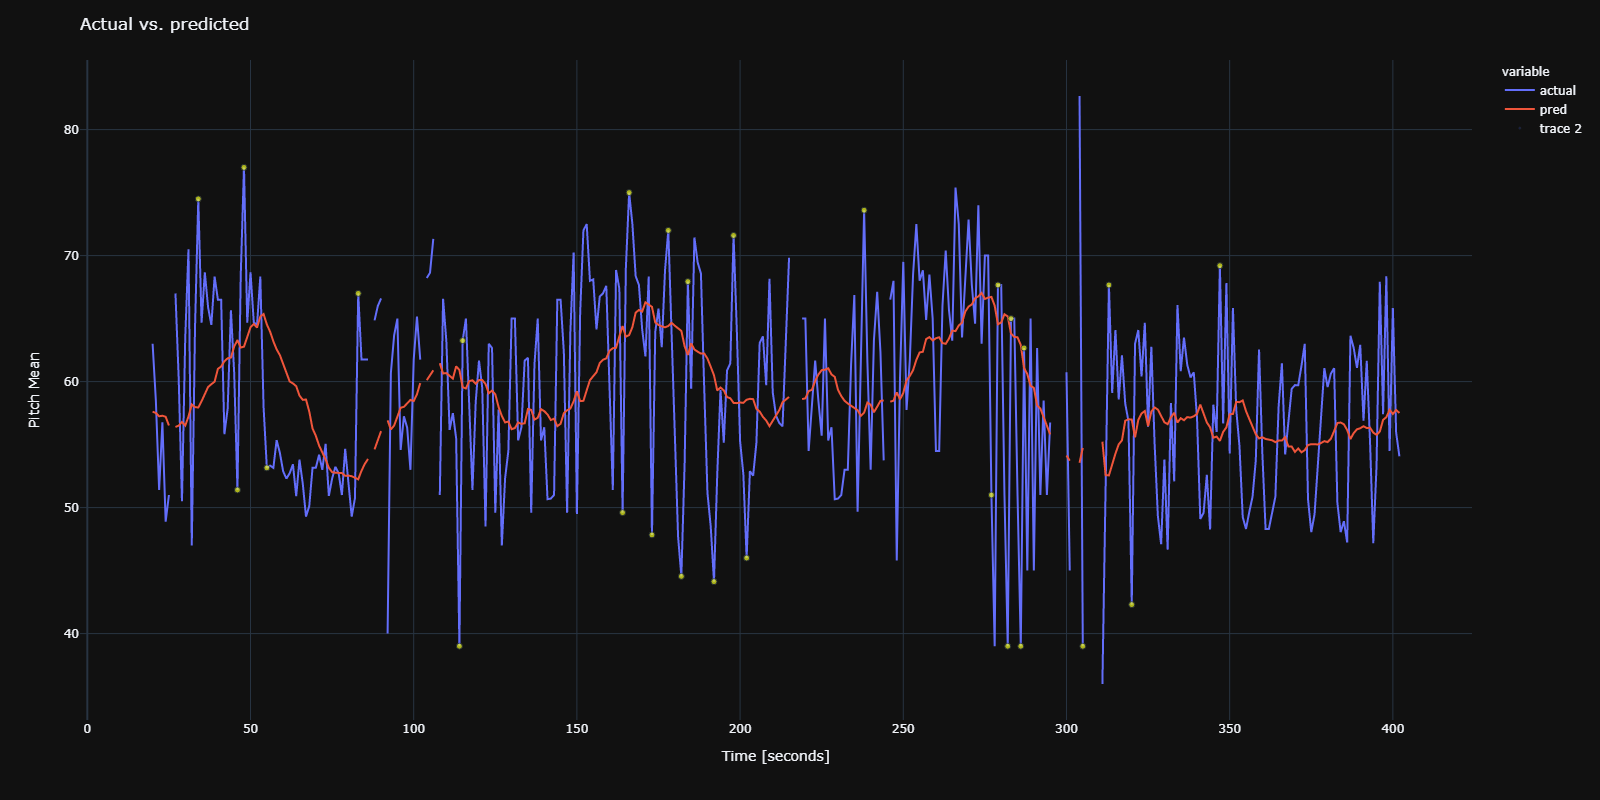 Actual vs. predicted
variable
actual
pred
trace 2
80
70
60
50
40
Pitch Mean
0 50 100 150 200 250 300 350 400
Time [seconds]